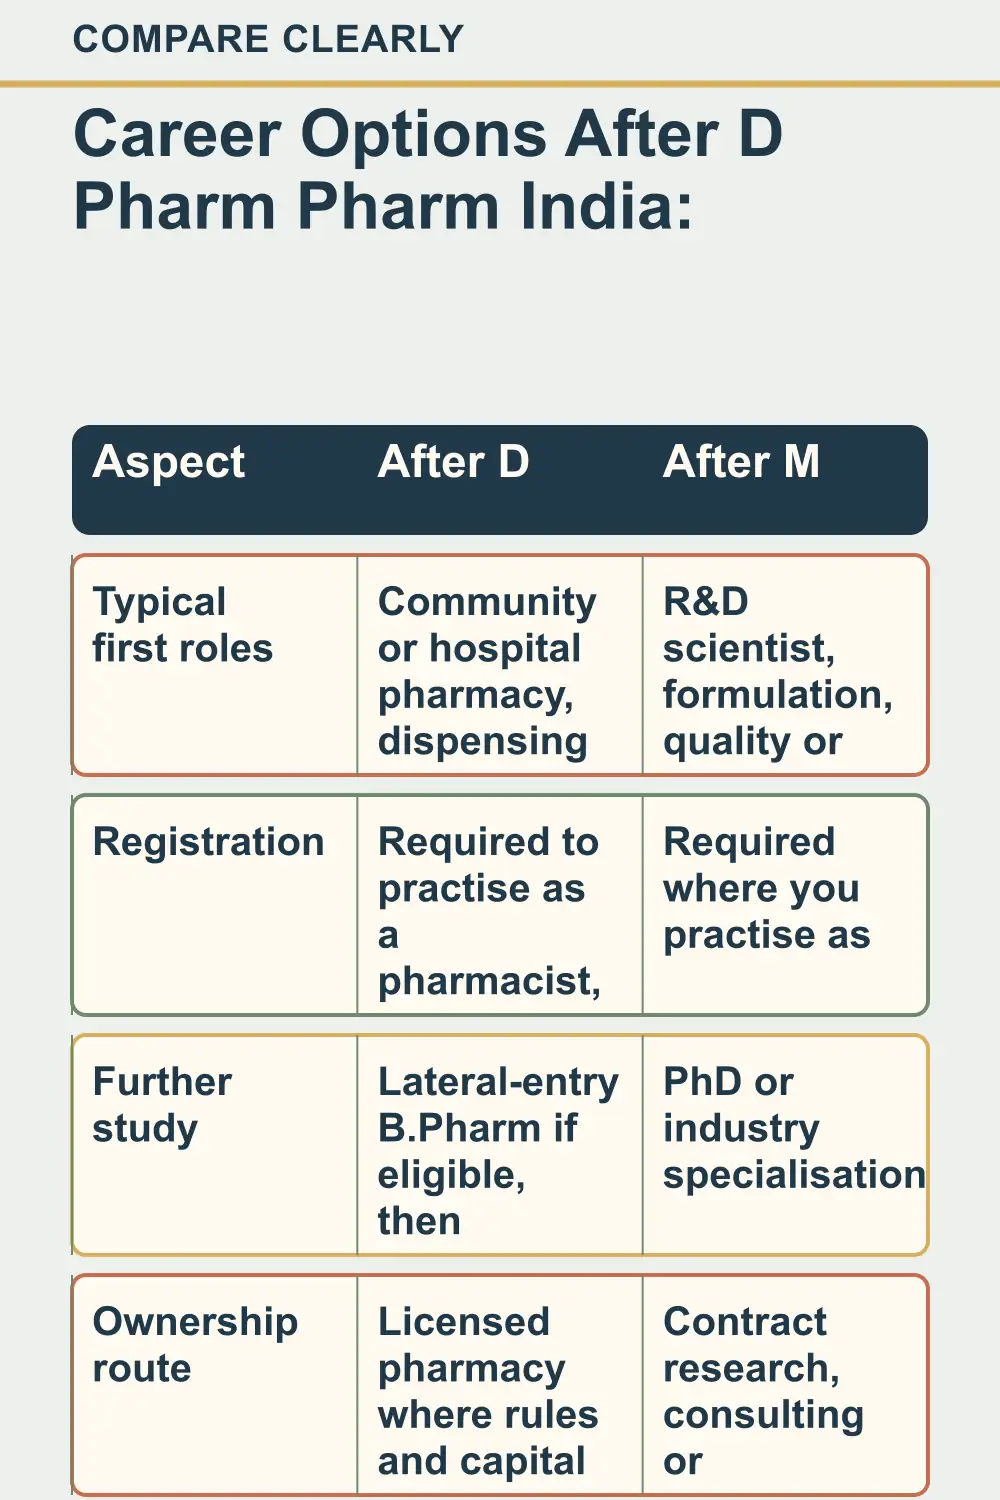 COMPARE CLEARLY
Career Options After D
Pharm Pharm India:
Aspect
After D
After M
Typical
first roles
Community
or hospital
pharmacy,
dispensing
R&D
scientist,
formulation,
quality or
Registration
Required to
practise as
a
pharmacist,
Required
where you
practise as
Further
study
Lateral-entry
B.Pharm if
eligible,
then
PhD or
industry
specialisation
Ownership
route
Licensed
pharmacy
where rules
and capital
Contract
research,
consulting
or